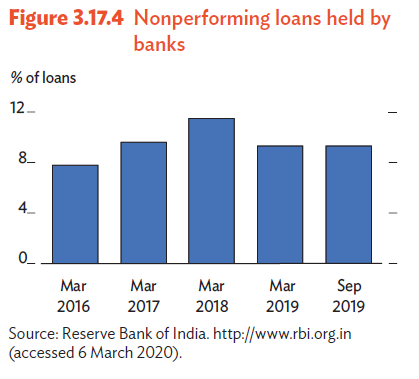 Figure 3.17.4 Nonperforming loans held by
banks
% of loans
12
8
4
0
Mar Mar Mar Mar Sep
2016 2017 2018 2019 2019
Source: Reserve Bank of India. http://www.rbi.org.in
(accessed 6 March 2020).